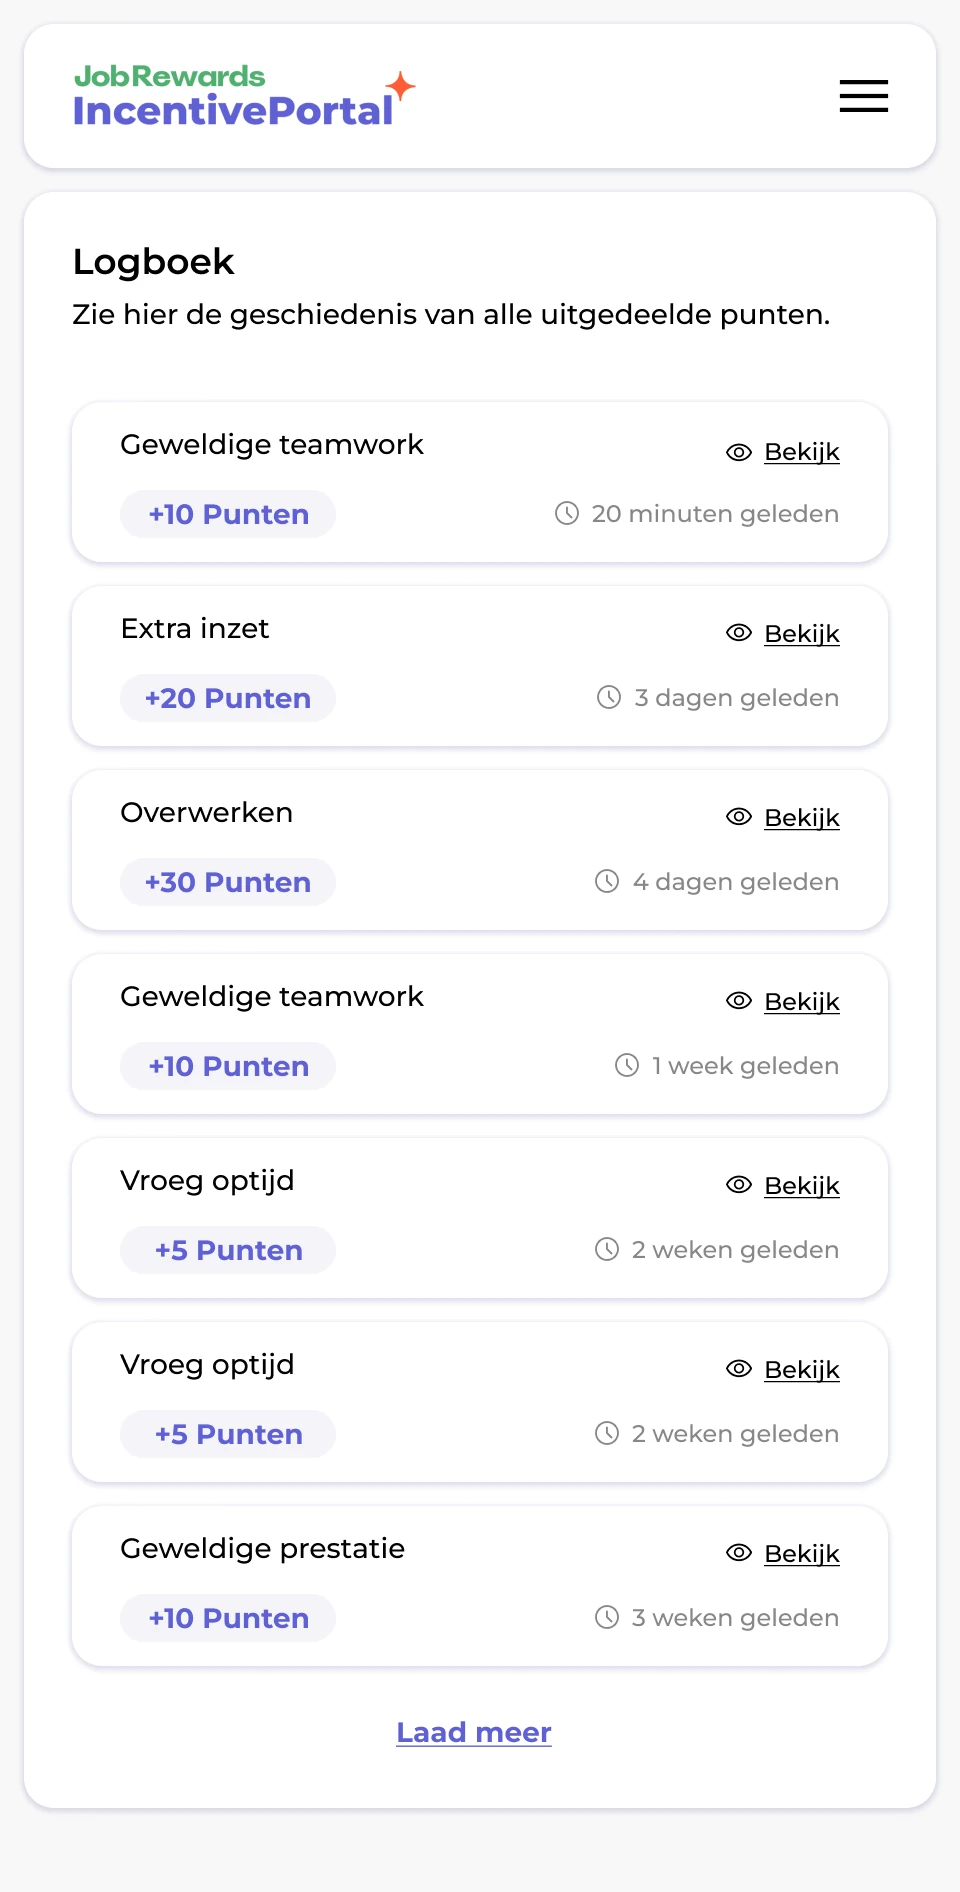 JobRewards
IncentivePortal
Logboek
Zie hier de geschiedenis van alle uitgedeelde punten.
Geweldige teamwork
Bekijk
+10 Punten
20 minuten geleden
Extra inzet
Bekijk
+20 Punten
3 dagen geleden
Overwerken
Bekijk
+30 Punten
4 dagen geleden
Geweldige teamwork
Bekijk
+10 Punten
1 week geleden
Vroeg optijd
Bekijk
+5 Punten
2 weken geleden
Vroeg optijd
Bekijk
+5 Punten
2 weken geleden
Geweldige prestatie
Bekijk
+10 Punten
3 weken geleden
Laad meer